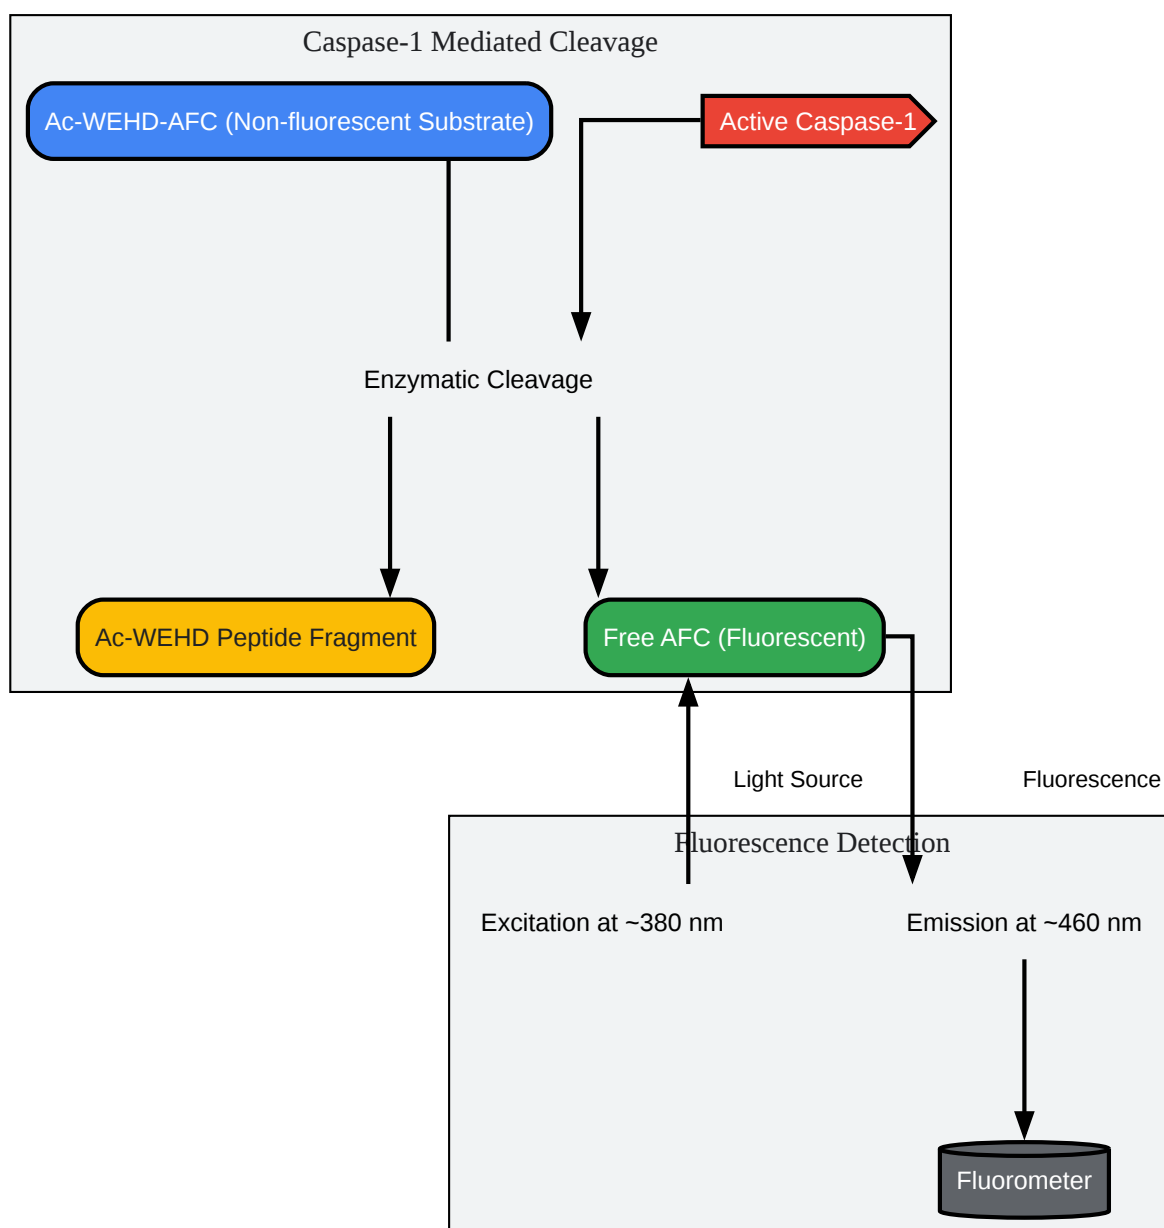 Caspase-1 Mediated Cleavage
Ac-WEHD-AFC (Non-fluorescent Substrate)
Active Caspase-1
Enzymatic Cleavage
Ac-WEHD Peptide Fragment
Free AFC (Fluorescent)
Light Source
Fluorescence
Fluorescence Detection
Excitation at ~380 nm
Emission at ~460 nm
Fluorometer